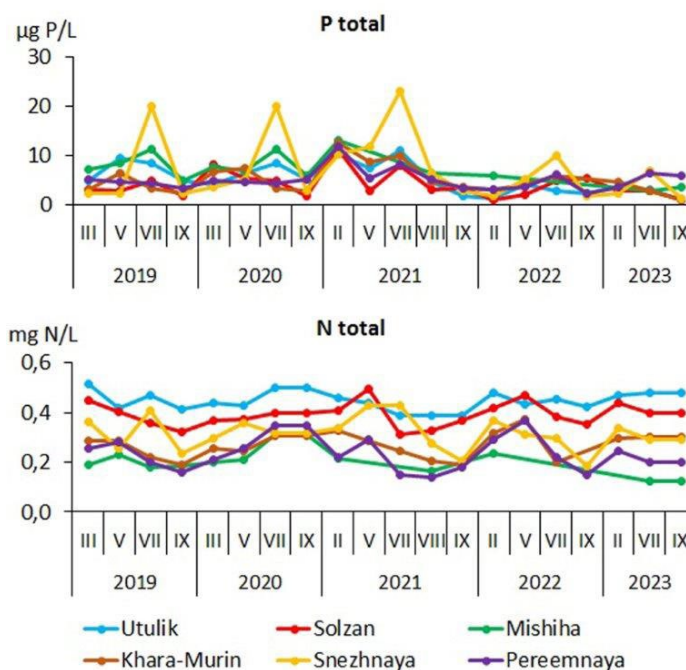 P total
µg P/L
30
20
10
0
III V VII IX III V VII IX II V VII VIII IX II V VII IX II VII IX
2019 2020 2021 2022 2023
N total
mg N/L
0,6
0,4
0,2
0,0
III V VII IX III V VII IX II V VII VIII IX II V VII IX II VII IX
2019 2020 2021 2022 2023
Utulik Solzan Mishiha
Khara-Murin Snezhnaya Pereemnaya